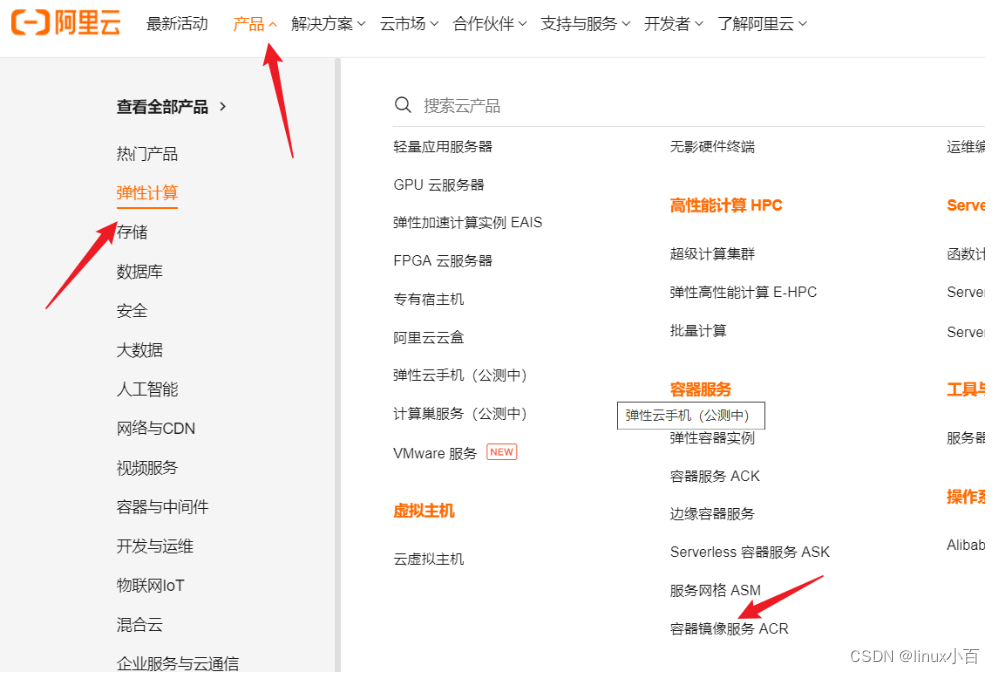 阿里云
最新活动 产品 解决方案 云市场 合作伙伴 支持与服务 开发者 了解阿里云
查看全部产品
热门产品
弹性计算
存储
数据库
安全
大数据
人工智能
网络与CDN
视频服务
容器与中间件
开发与运维
物联网IoT
混合云
企业服务与云通信
搜索云产品
轻量应用服务器
GPU 云服务器
弹性加速计算实例 EAIS
FPGA 云服务器
专有宿主机
阿里云云盒
弹性云手机（公测中）
计算巢服务（公测中）
VMware 服务 NEW
虚拟主机
云虚拟主机
无影硬件终端
高性能计算 HPC
超级计算集群
弹性高性能计算 E-HPC
批量计算
容器服务
弹性云手机（公测中）
弹性容器实例
容器服务 ACK
边缘容器服务
Serverless 容器服务 ASK
服务网格 ASM
容器镜像服务 ACR
运维编
Serve
函数计
Server
Server
工具与
服务器
操作系
Alibab
CSDN @linux小百